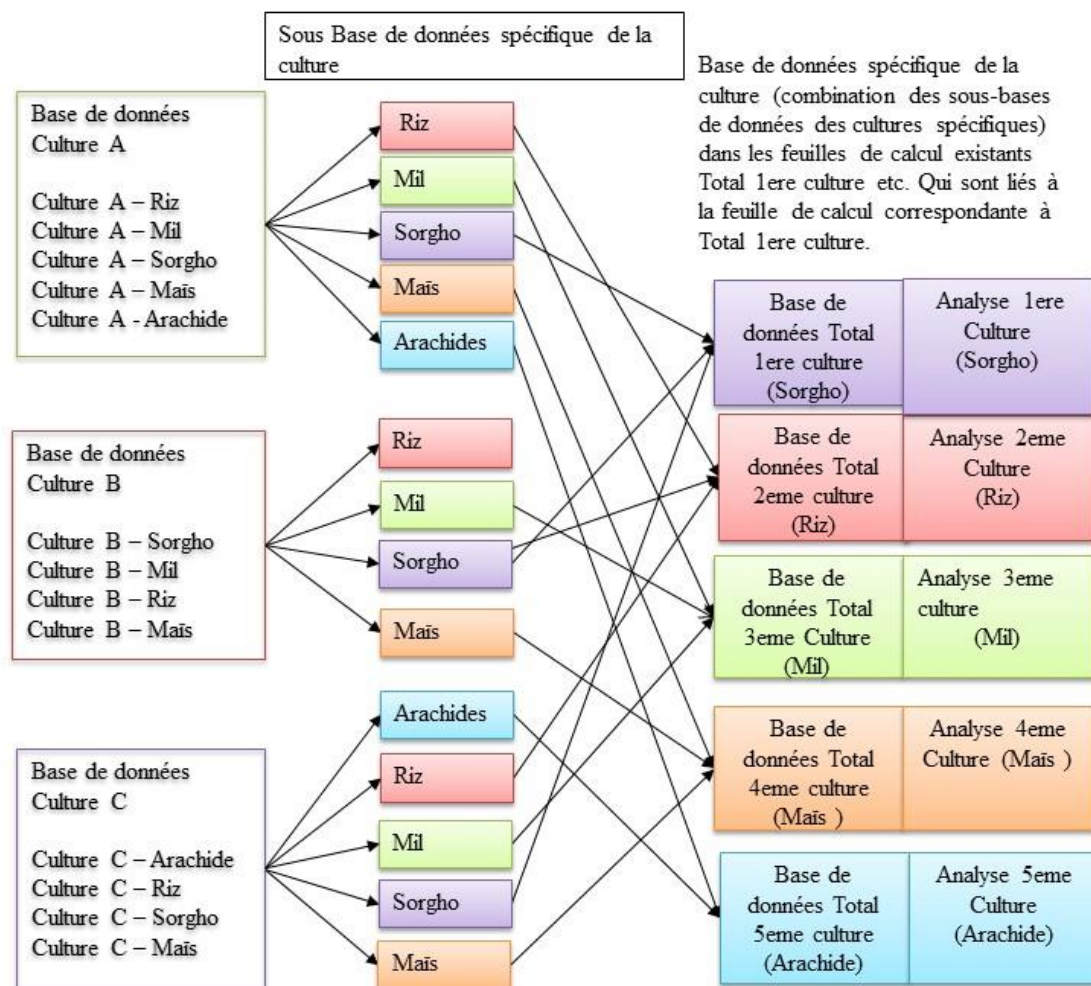 Sous Base de données spécifique de la
culture
Base de données spécifique de la
culture (combination des sous-bases
de données des cultures spécifiques)
dans les feuilles de calcul existants
Total 1ere culture etc. Qui sont liés à
la feuille de calcul correspondante à
Total 1ere culture.
Base de données
Culture A
Culture A – Riz
Culture A – Mil
Culture A – Sorgho
Culture A – Maïs
Culture A - Arachide
Riz
Mil
Sorgho
Maïs
Arachides
Base de données
Culture B
Culture B – Sorgho
Culture B – Mil
Culture B – Riz
Culture B – Maïs
Riz
Mil
Sorgho
Maïs
Base de données
Culture C
Culture C – Arachide
Culture C – Riz
Culture C – Sorgho
Culture C – Maïs
Arachides
Riz
Mil
Sorgho
Maïs
Base de
données Total
1ere culture
(Sorgho)
Analyse 1ere
Culture
(Sorgho)
Base de
données Total
2eme culture
(Riz)
Analyse 2eme
Culture
(Riz)
Base de
données Total
3eme Culture
(Mil)
Analyse 3eme
culture
(Mil)
Base de
données Total
4eme culture
(Maïs )
Analyse 4eme
Culture (Maïs )
Base de
données Total
5eme culture
(Arachide)
Analyse 5eme
Culture
(Arachide)